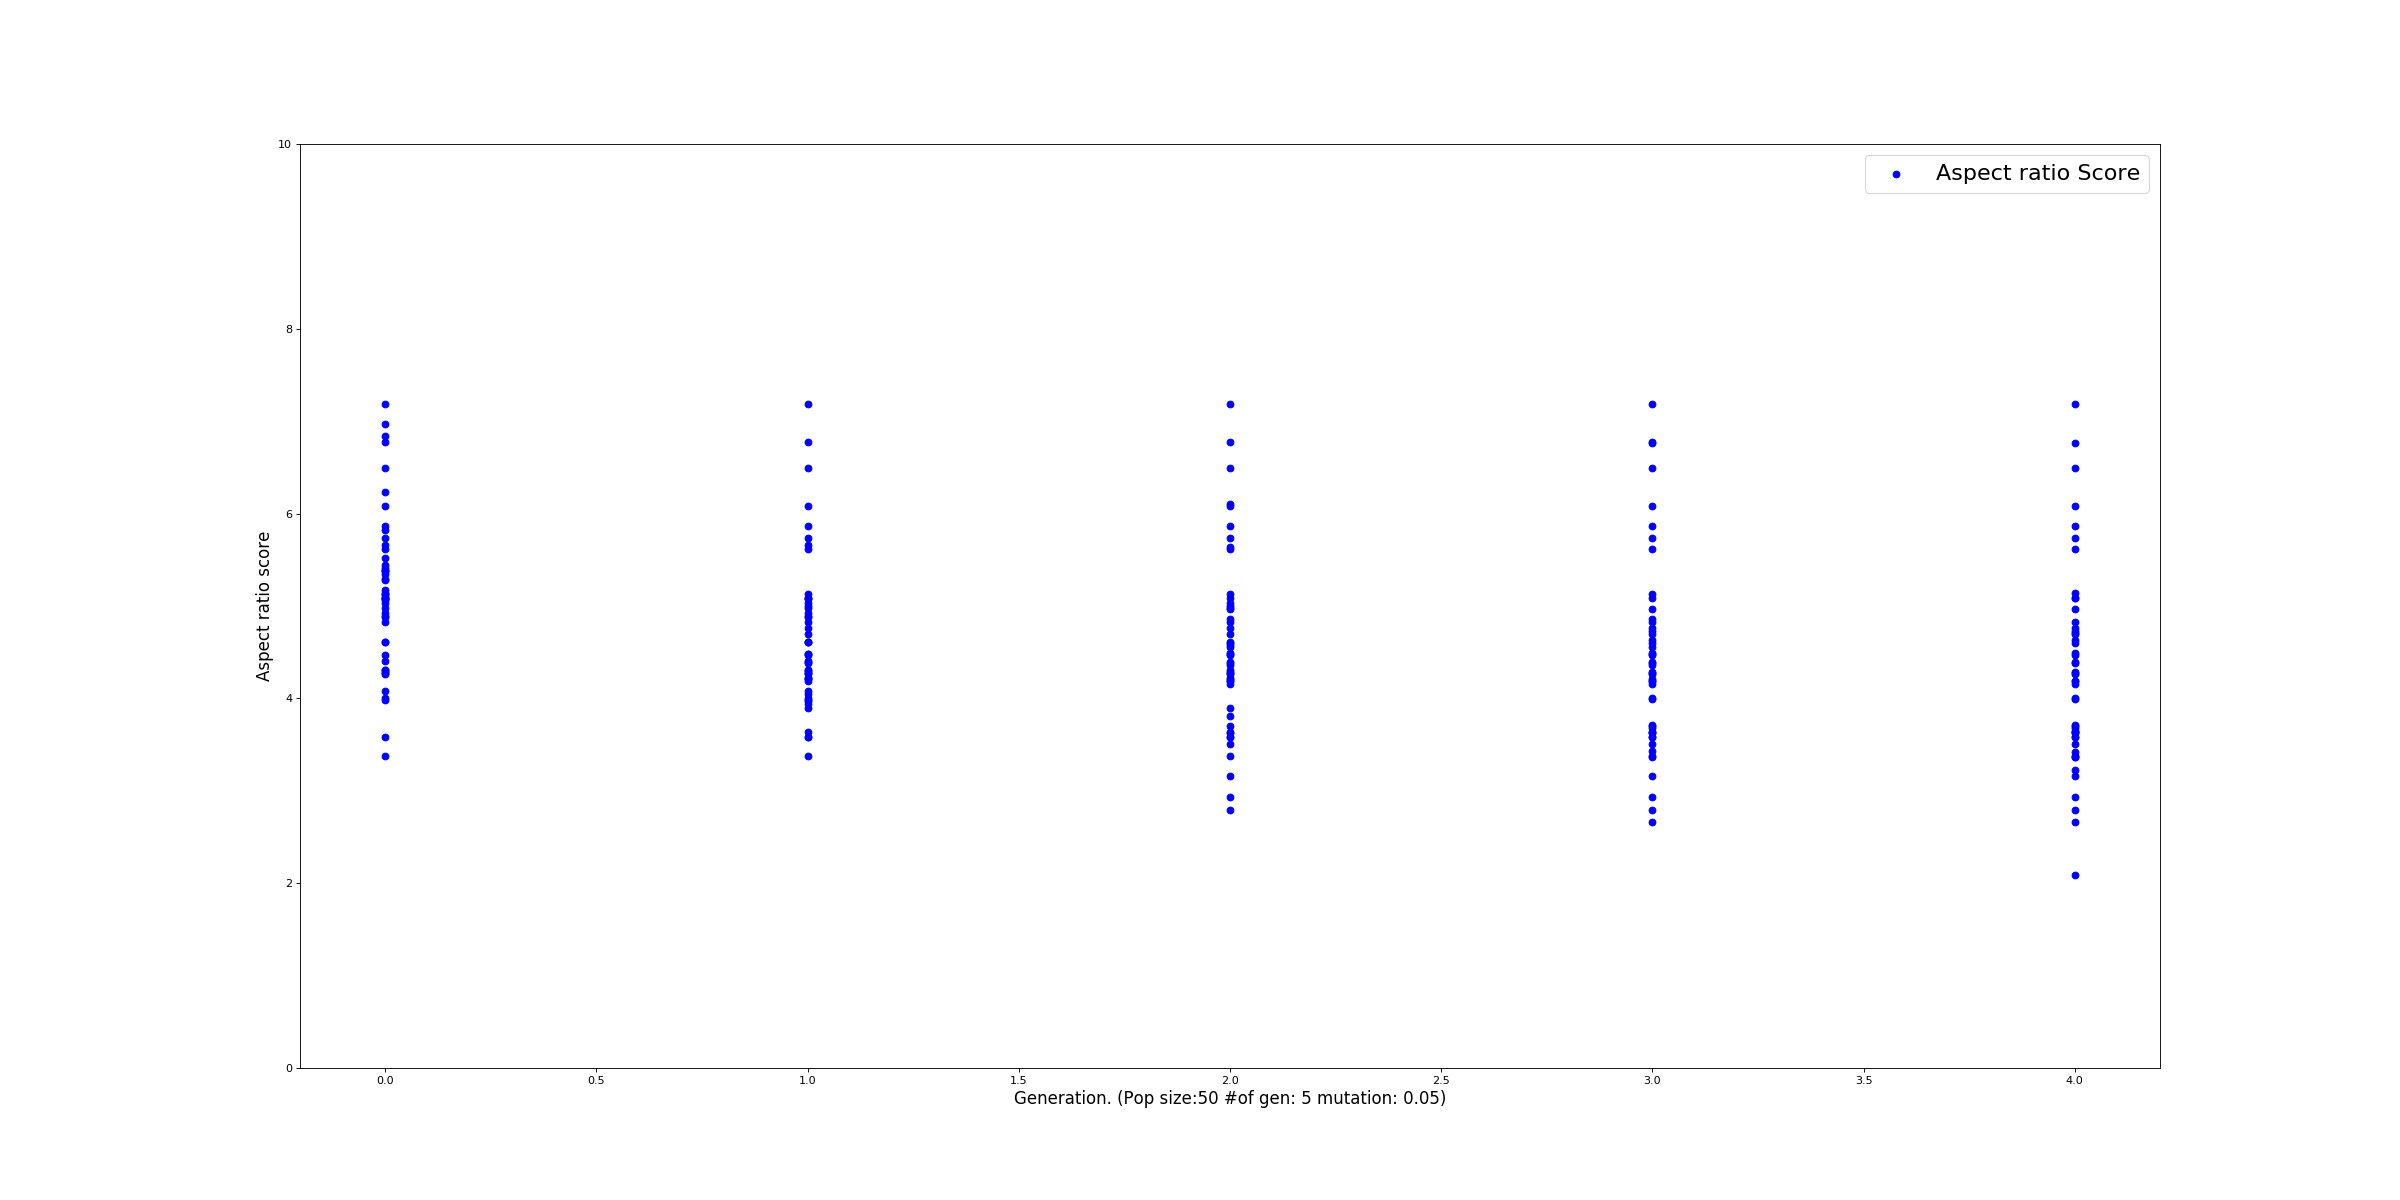 Aspect ratio Score
10
8
6
4
2
0
Aspect ratio score
0.0 0.5 1.0 1.5 2.0 2.5 3.0 3.5 4.0
Generation. (Pop size:50 #of gen: 5 mutation: 0.05)